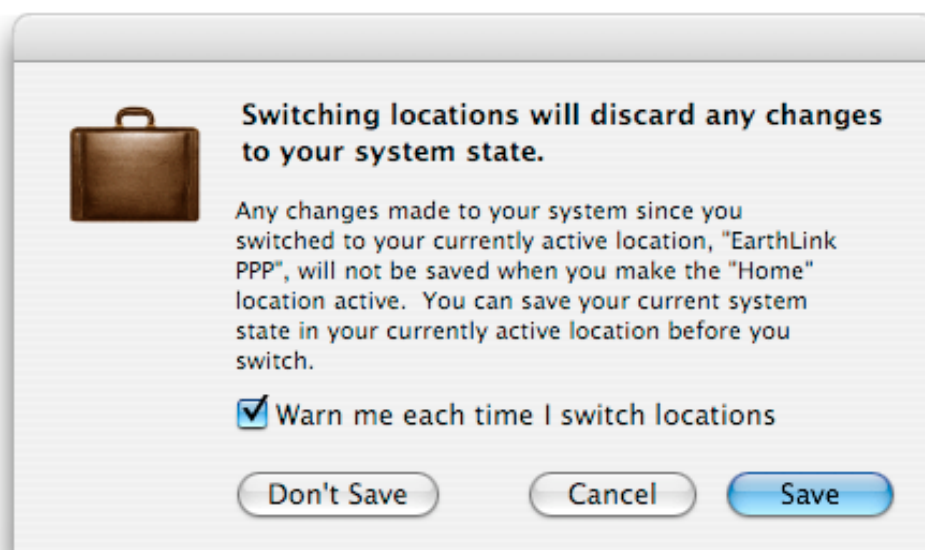 Switching locations will discard any changes
to your system state.
Any changes made to your system since you
switched to your currently active location, "EarthLink
PPP", will not be saved when you make the "Home"
location active.  You can save your current system
state in your currently active location before you
switch.
Warn me each time I switch locations
Don't Save
Cancel
Save